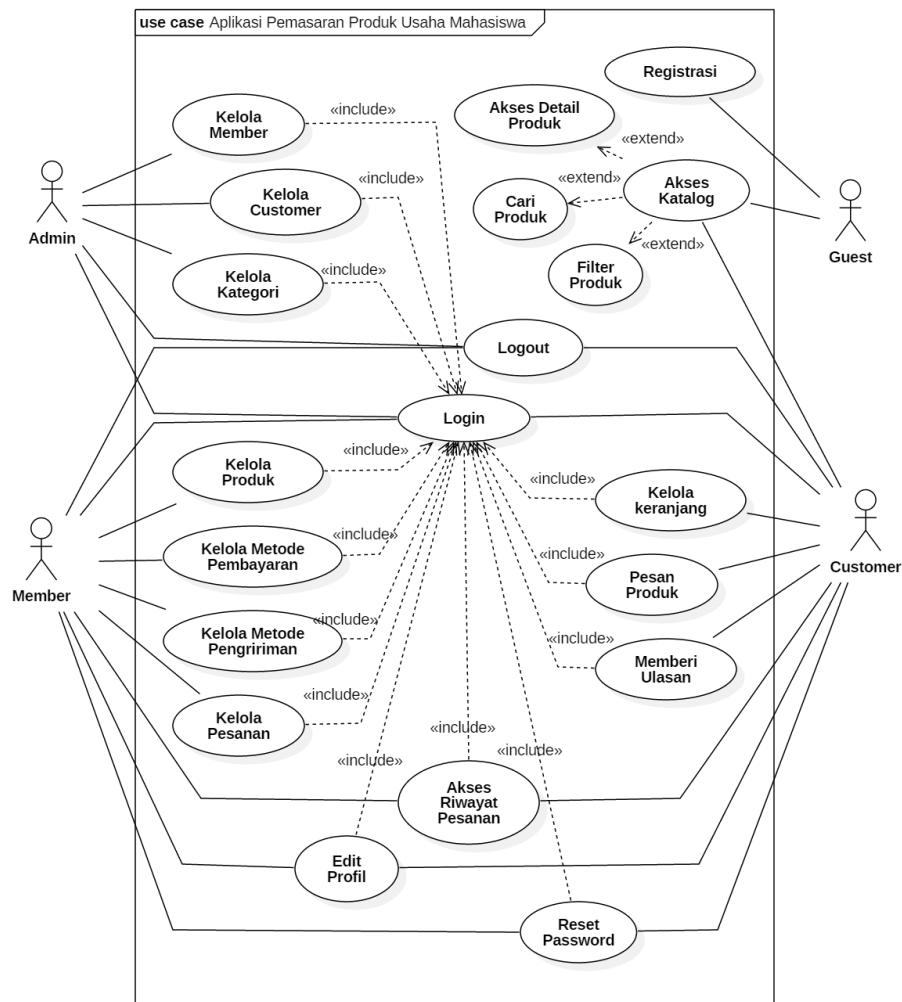 use case Aplikasi Pemasaran Produk Usaha Mahasiswa
Registrasi
Akses Detail
Produk
«extend»
Kelola
Member
«include»
Akses
Katalog
«extend»
Cari
Produk
«extend»
Filter
Produk
Kelola
Customer
«include»
Kelola
Kategori
«include»
Admin
Guest
Logout
Login
Kelola
Produk
«include»
Kelola Metode
Pembayaran
«include»
Kelola Metode
Pengririman
«include»
Kelola
Pesanan
«include»
«include»
Kelola
keranjang
«include»
Pesan
Produk
«include»
Memberi
Ulasan
«include»
Member
Customer
«include»
«include»
Akses
Riwayat
Pesanan
Edit
Profil
Reset
Password